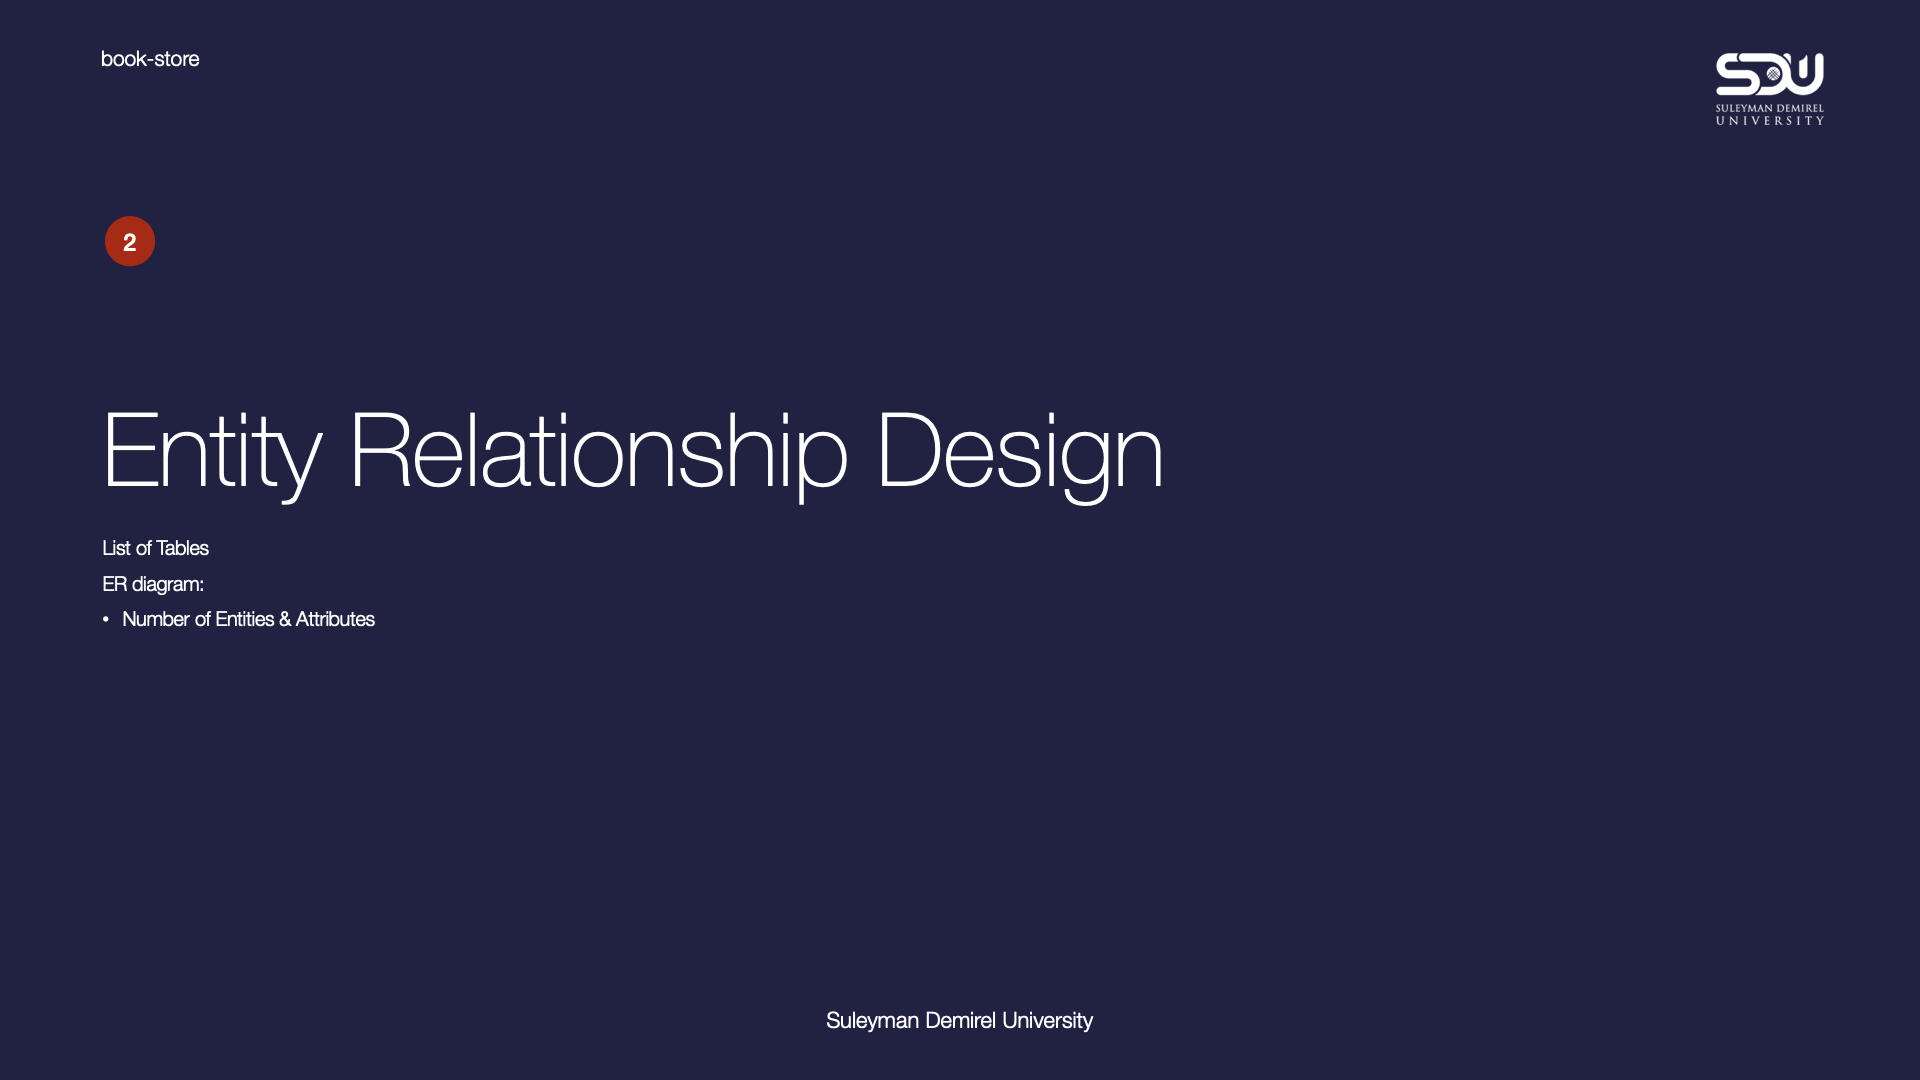 book-store
SDU
SULEYMAN DEMIREL
UNIVERSITY
2
Entity Relationship Design
List of Tables
ER diagram:
• Number of Entities & Attributes
Suleyman Demirel University